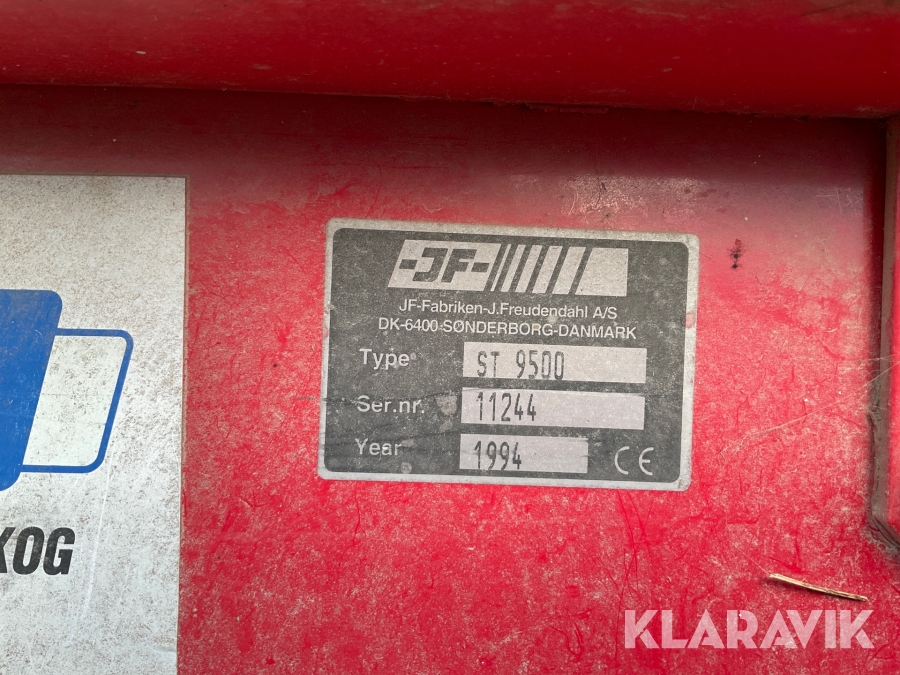 -JF-
JF-Fabriken-J.Freudendahl A/S
DK-6400-SØNDERBORG-DANMARK
Type ST 9500
Ser.nr. 11244
Year 1994 CE
KOG
KLARAVIK